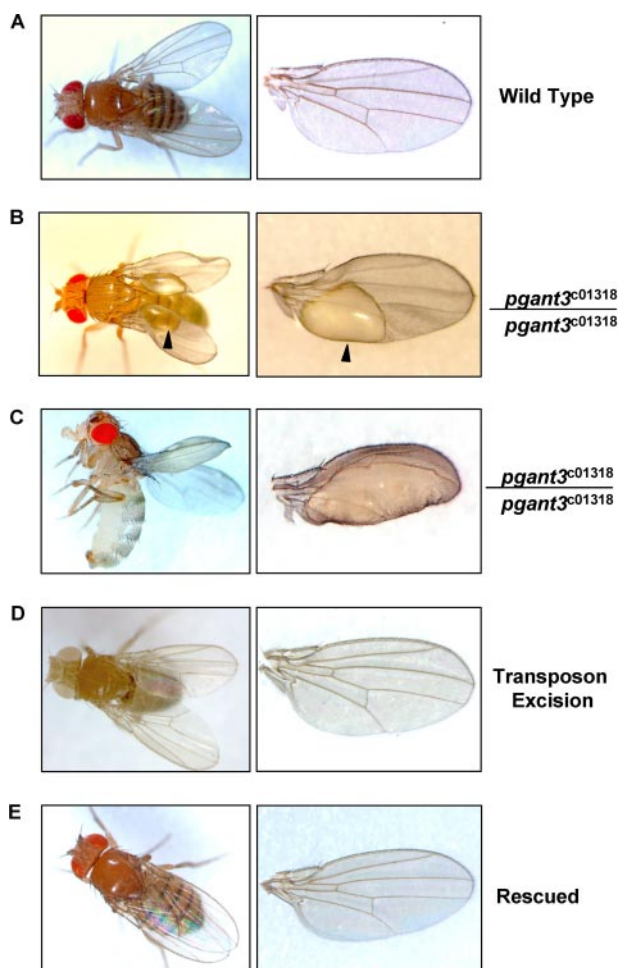 A
Wild Type
B
pgant3c01318
pgant3c01318
C
pgant3c01318
pgant3c01318
D
Transposon
Excision
E
Rescued